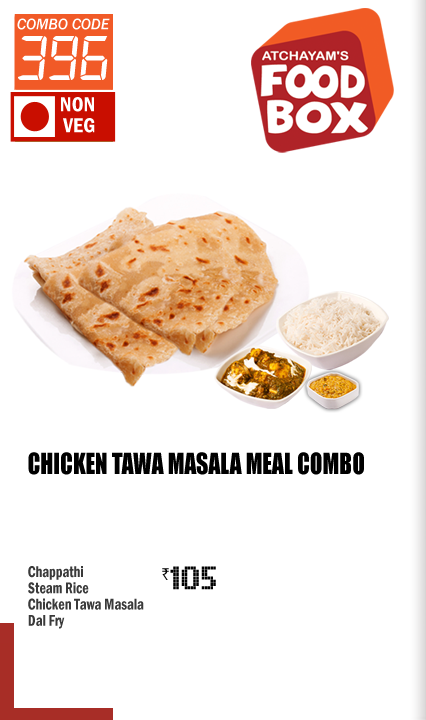 COMBO CODE
396
NON
VEG
ATCHAYAM'S
FOOD
BOX
CHICKEN TAWA MASALA MEAL COMBO
Chappathi
₹105
Steam Rice
Chicken Tawa Masala
Dal Fry